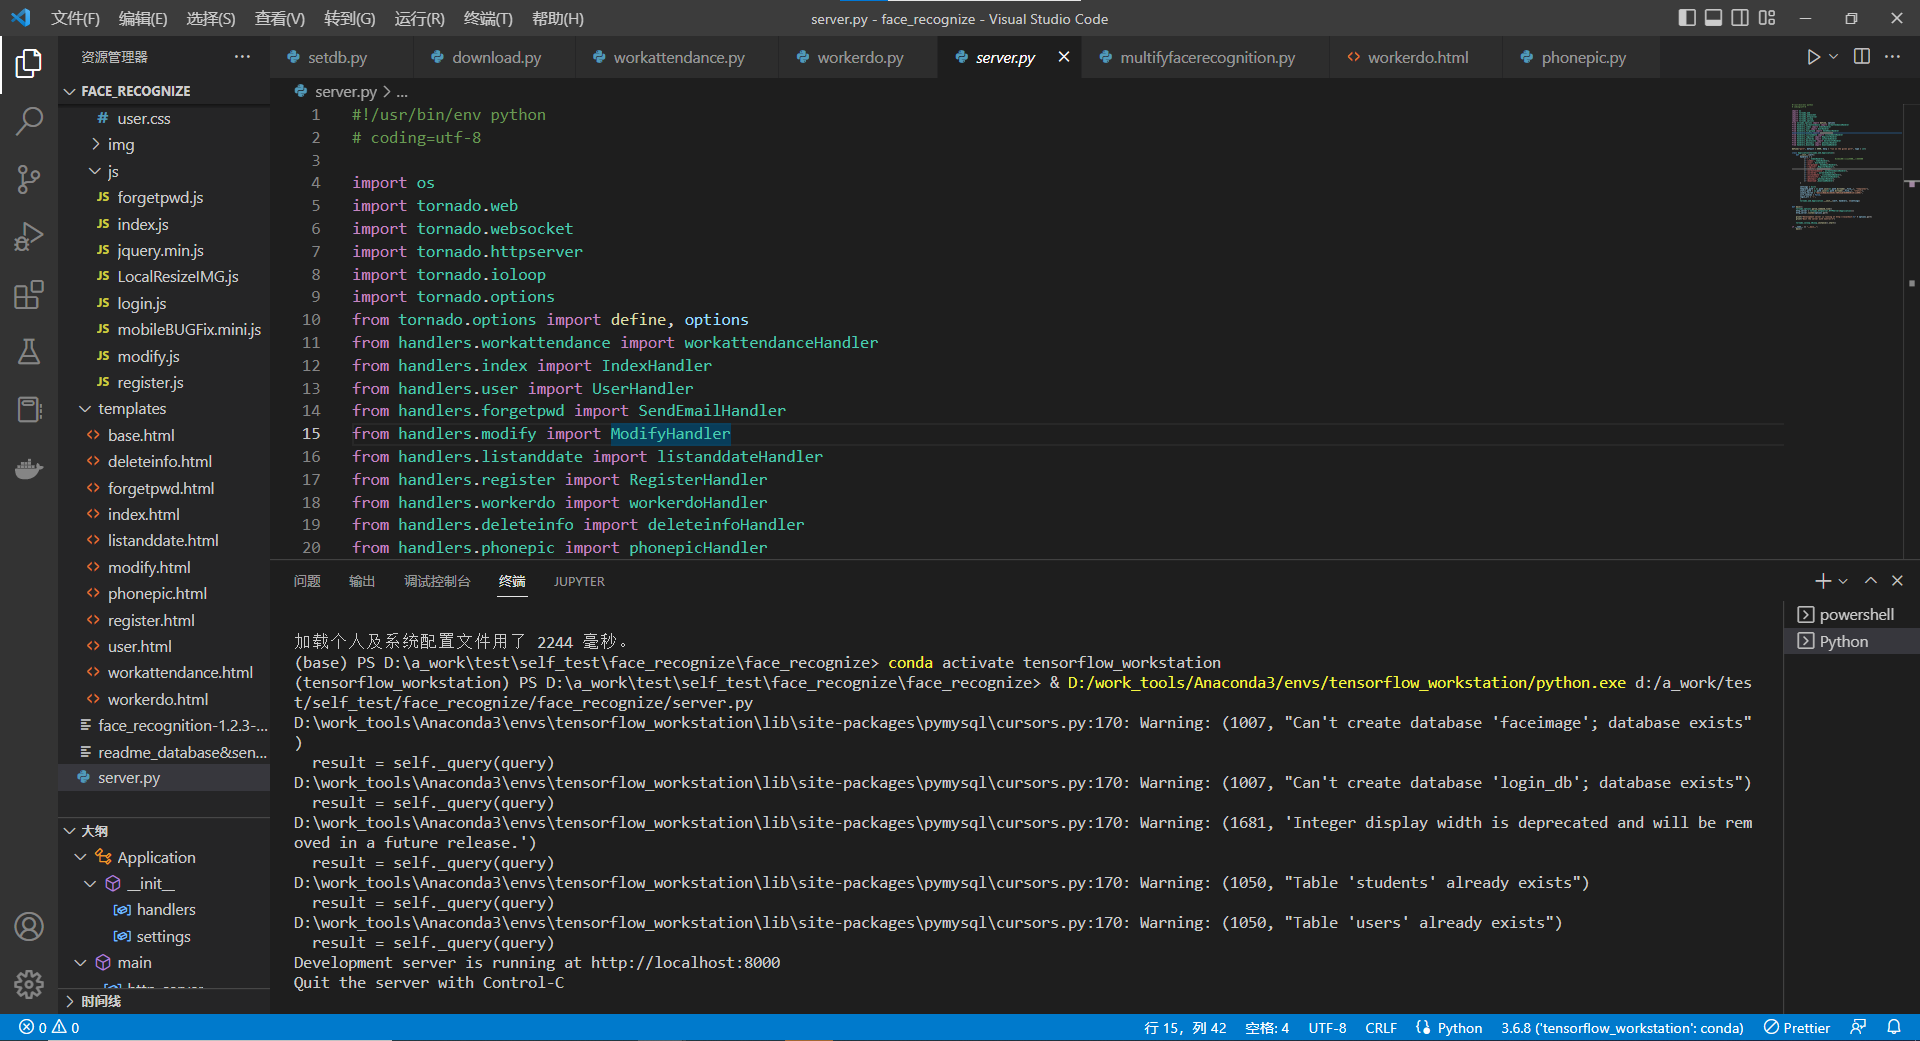 文件(F) 编辑(E) 选择(S) 查看(V) 转到(G) 运行(R) 终端(T) 帮助(H)
server.py - face_recognize - Visual Studio Code
资源管理器
FACE_RECOGNIZE
user.css
img
js
forgetpwd.js
index.js
jquery.min.js
LocalResizeIMG.js
login.js
mobileBUGFix.mini.js
modify.js
register.js
templates
base.html
deleteinfo.html
forgetpwd.html
index.html
listanddate.html
modify.html
phonepic.html
register.html
user.html
workattendance.html
workerdo.html
face_recognition-1.2.3-...
readme_database&sen...
server.py
大纲
Application
__init__
handlers
settings
main
时间线
setdb.py download.py workattendance.py workerdo.py server.py multifyfacerecognition.py workerdo.html phonepic.py
server.py > ...
1 #!/usr/bin/env python
2 # coding=utf-8
3
4 import os
5 import tornado.web
6 import tornado.websocket
7 import tornado.httpserver
8 import tornado.ioloop
9 import tornado.options
10 from tornado.options import define, options
11 from handlers.workattendance import workattendanceHandler
12 from handlers.index import IndexHandler
13 from handlers.user import UserHandler
14 from handlers.forgetpwd import SendEmailHandler
15 from handlers.modify import ModifyHandler
16 from handlers.listanddate import listanddateHandler
17 from handlers.register import RegisterHandler
18 from handlers.workerdo import workerdoHandler
19 from handlers.deleteinfo import deleteinfoHandler
20 from handlers.phonepic import phonepicHandler
问题 输出 调试控制台 终端 JUPYTER
加载个人及系统配置文件用了 2244 毫秒。
(base) PS D:\a_work\test\self_test\face_recognize\face_recognize> conda activate tensorflow_workstation
(tensorflow_workstation) PS D:\a_work\test\self_test\face_recognize\face_recognize> & D:/work_tools/Anaconda3/envs/tensorflow_workstation/python.exe d:/a_work/tes
t/self_test/face_recognize/face_recognize/server.py
D:\work_tools\Anaconda3\envs\tensorflow_workstation\lib\site-packages\pymysql\cursors.py:170: Warning: (1007, "Can't create database 'faceimage'; database exists"
)
result = self._query(query)
D:\work_tools\Anaconda3\envs\tensorflow_workstation\lib\site-packages\pymysql\cursors.py:170: Warning: (1007, "Can't create database 'login_db'; database exists")
result = self._query(query)
D:\work_tools\Anaconda3\envs\tensorflow_workstation\lib\site-packages\pymysql\cursors.py:170: Warning: (1681, 'Integer display width is deprecated and will be rem
oved in a future release.')
result = self._query(query)
D:\work_tools\Anaconda3\envs\tensorflow_workstation\lib\site-packages\pymysql\cursors.py:170: Warning: (1050, "Table 'students' already exists")
result = self._query(query)
D:\work_tools\Anaconda3\envs\tensorflow_workstation\lib\site-packages\pymysql\cursors.py:170: Warning: (1050, "Table 'users' already exists")
result = self._query(query)
Development server is running at http://localhost:8000
Quit the server with Control-C
powershell
Python
0 0
行 15，列 42 空格: 4 UTF-8 CRLF Python 3.6.8 ('tensorflow_workstation': conda) Prettier